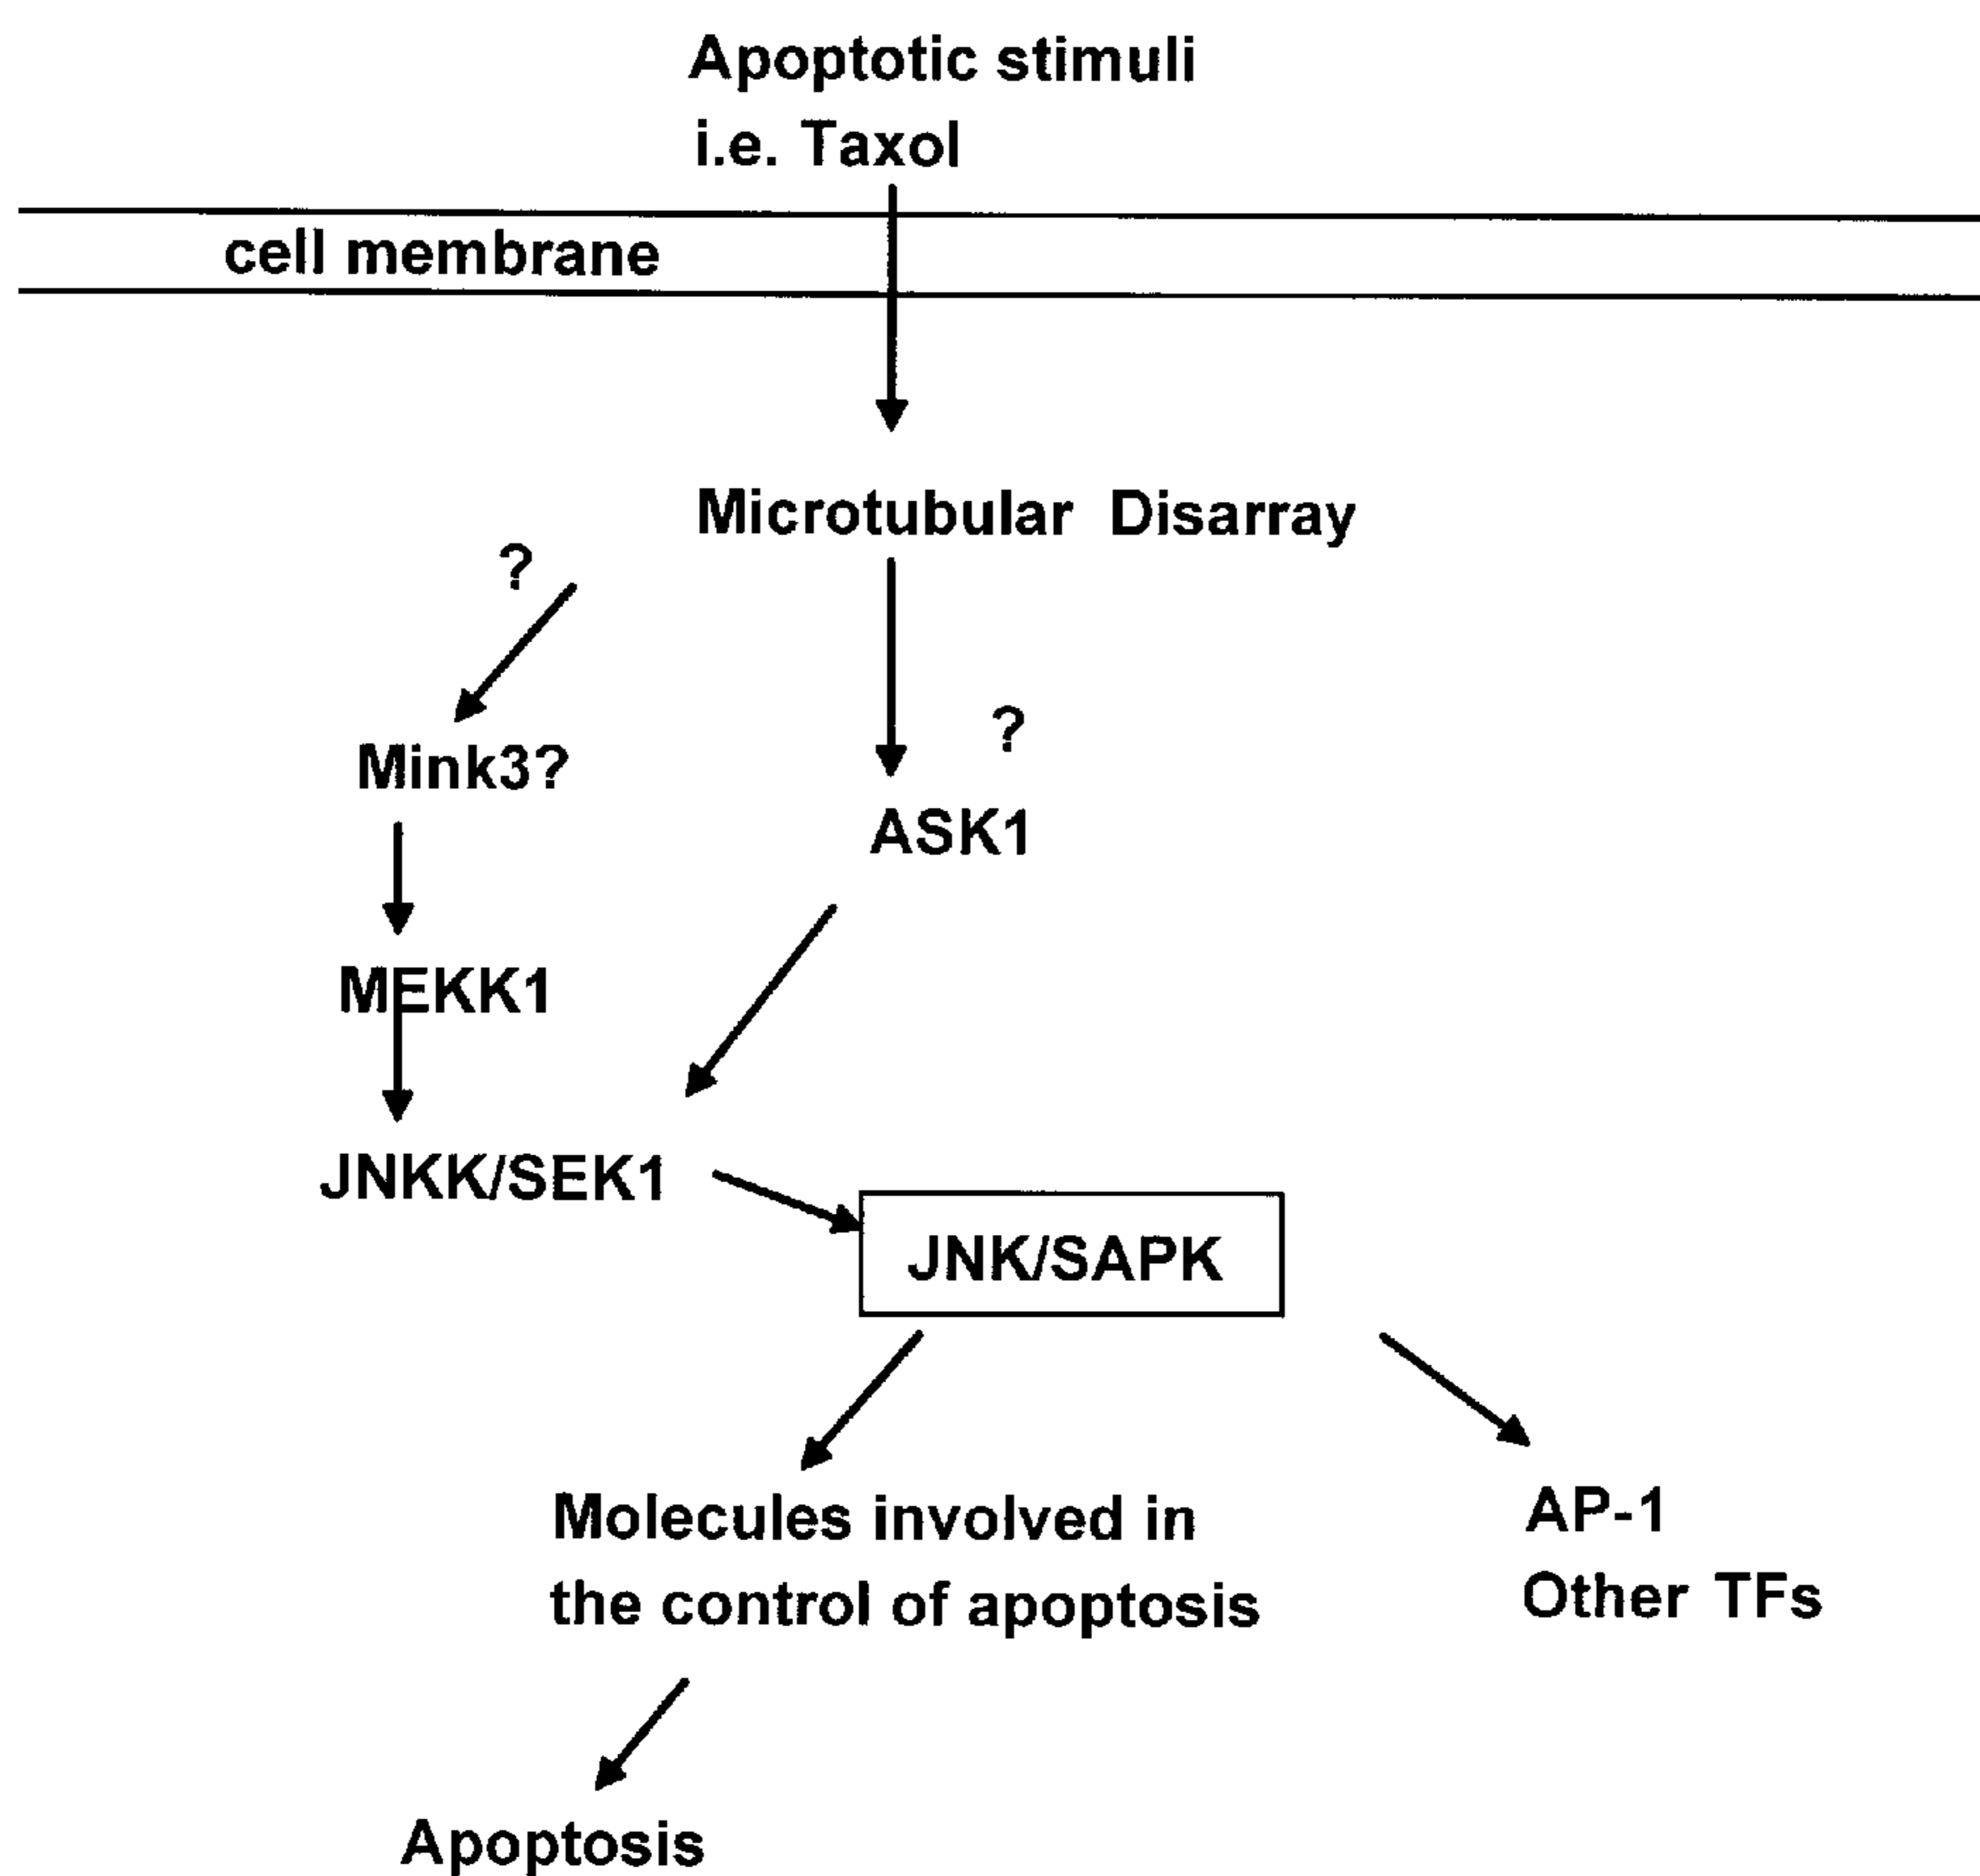 Apoptotic stimuli
i.e. Taxol
cell membrane
Microtubular Disarray
?
?
Mink3?
ASK1
MEKK1
JNKK/SEK1
JNK/SAPK
Molecules involved in
the control of apoptosis
AP-1
Other TFs
Apoptosis